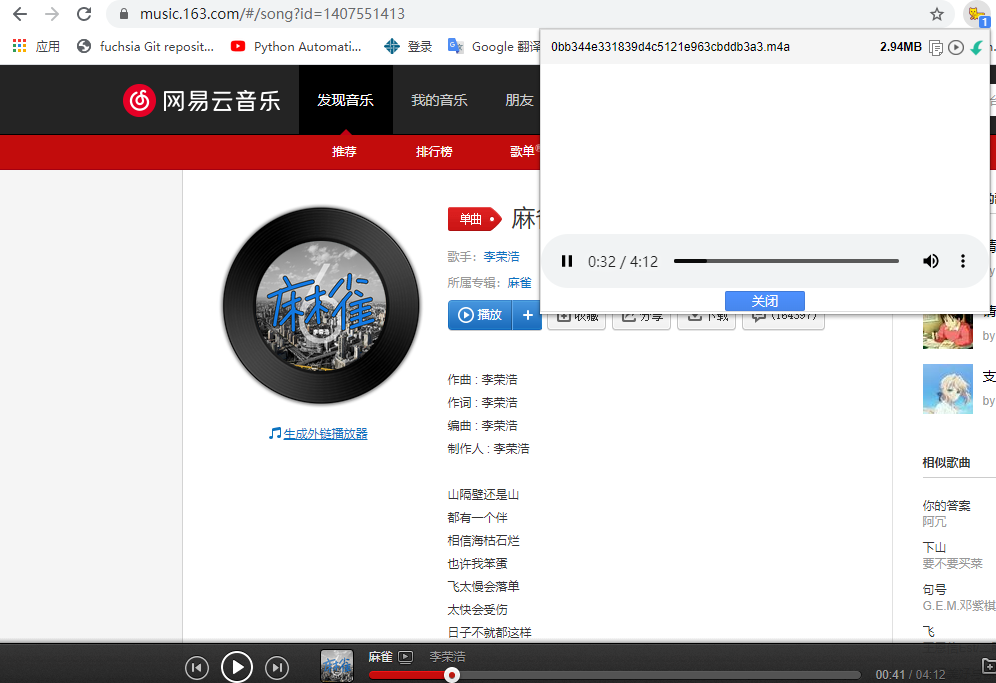 music.163.com/#/song?id=1407551413
1
应用
fuchsia Git reposit...
Python Automati...
登录
Google 翻译
0bb344e331839d4c5121e963cbddb3a3.m4a
2.94MB
网易云音乐
发现音乐
我的音乐
朋友
推荐
排行榜
歌单®
0:32 / 4:12
关闭
单曲
麻雀
歌手：李荣浩
所属专辑：麻雀
播放
+
收藏
分享
下载
(164397)
麻雀
李荣浩
生成外链播放器
作曲 : 李荣浩
作词 : 李荣浩
编曲 : 李荣浩
制作人 : 李荣浩
山隔壁还是山
都有一个伴
相信海枯石烂
也许我笨蛋
飞太慢会落单
太快会受伤
日子不就都这样
by
支
by
相似歌曲
你的答案
阿冗
下山
要不要买菜
句号
G.E.M.邓紫棋
飞
麻雀
李荣浩
00:41 / 04:12